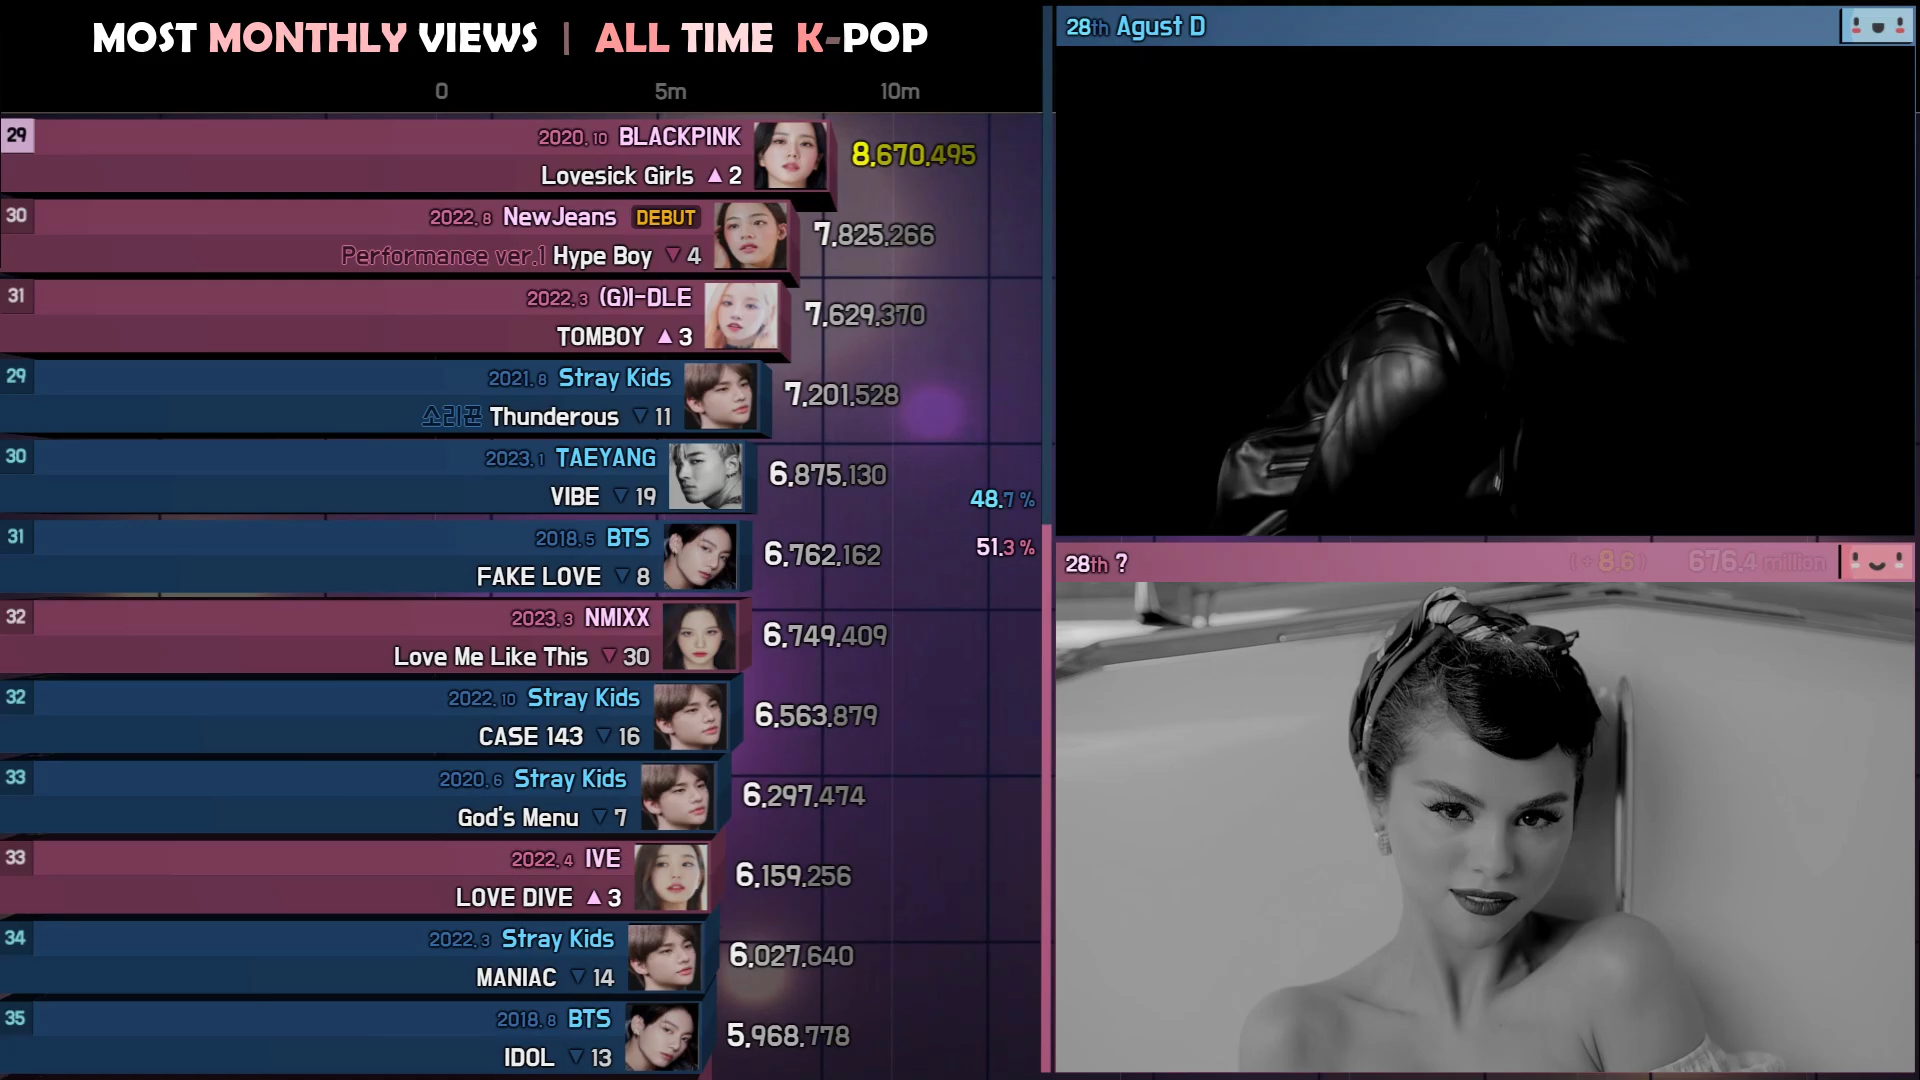 MOST MONTHLY VIEWS | ALL TIME K-POP
0 5m 10m
29
2020. 10 BLACKPINK
Lovesick Girls ▲ 2
8,670,495
30
2022. 8 NewJeans DEBUT
Performance ver.1 Hype Boy ▼ 4
7,825,266
31
2022. 3 (G)I-DLE
TOMBOY ▲ 3
7,629,370
29
2021. 8 Stray Kids
소리꾼 Thunderous ▼ 11
7,201,528
30
2023. 1 TAEYANG
VIBE ▼ 19
6,875,130
48.7 %
31
2018. 5 BTS
FAKE LOVE ▼ 8
6,762,162
51.3 %
32
2023. 3 NMIXX
Love Me Like This ▼ 30
6,749,409
32
2022. 10 Stray Kids
CASE 143 ▼ 16
6,563,879
33
2020. 6 Stray Kids
God's Menu ▼ 7
6,297,474
33
2022. 4 IVE
LOVE DIVE ▲ 3
6,159,256
34
2022. 3 Stray Kids
MANIAC ▼ 14
6,027,640
35
2018. 8 BTS
IDOL ▼ 13
5,968,778
28th Agust D
28th ? (+8.6) 676.4 million